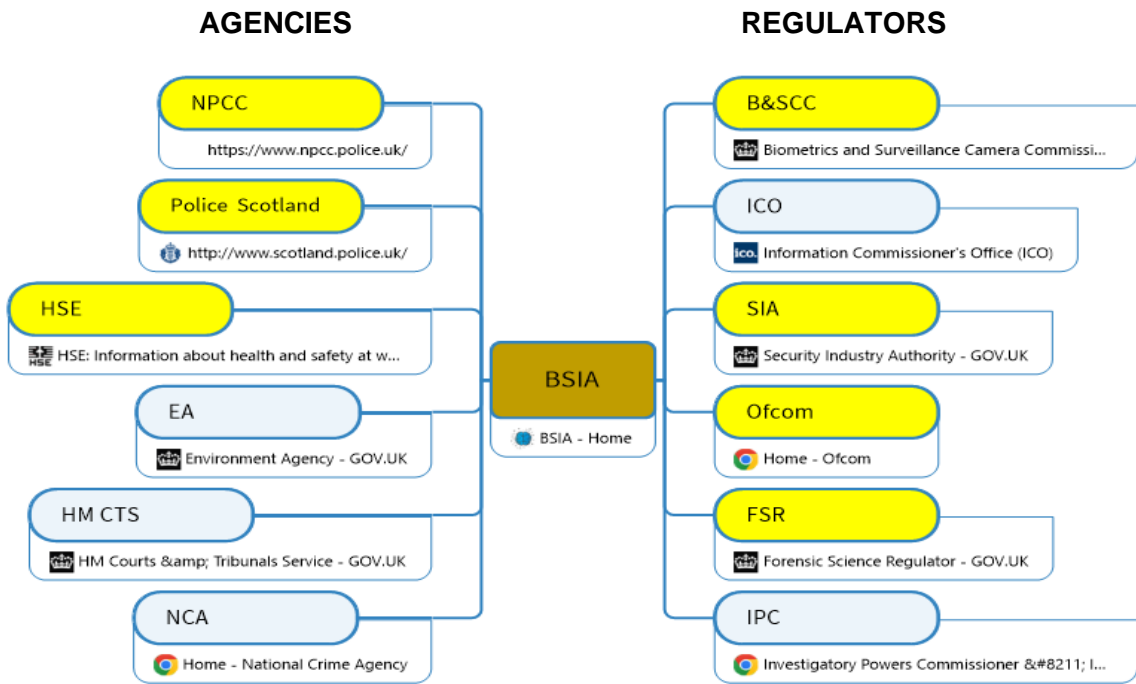 AGENCIES
NPCC
https://www.npcc.police.uk/
Police Scotland
http://www.scotland.police.uk/
HSE
HSE
HSE: Information about health and safety at w...
EA
Environment Agency - GOV.UK
HM CTS
HM Courts &amp; Tribunals Service - GOV.UK
NCA
Home - National Crime Agency
BSIA
BSIA - Home
REGULATORS
B&SCC
Biometrics and Surveillance Camera Commissi...
ICO
ico. Information Commissioner's Office (ICO)
SIA
Security Industry Authority - GOV.UK
Ofcom
Home - Ofcom
FSR
Forensic Science Regulator - GOV.UK
IPC
Investigatory Powers Commissioner &#8211; I...